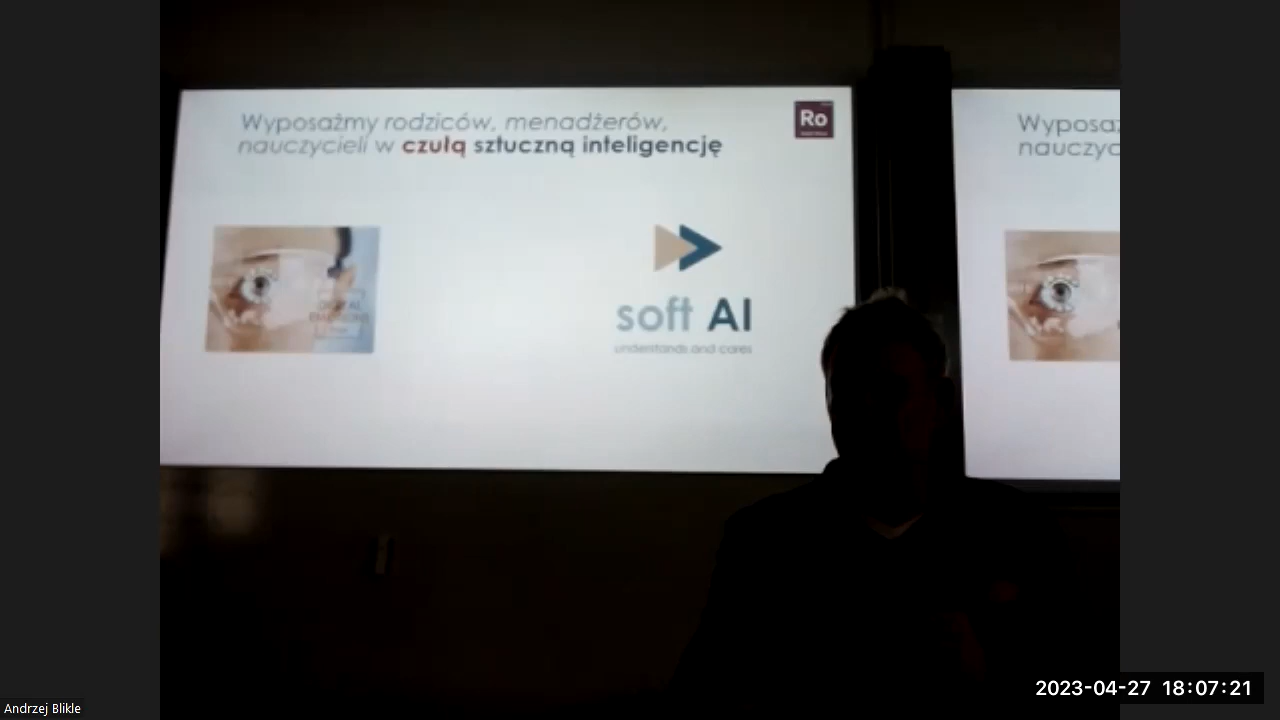 Wyposażmy rodziców, menadżerów,
nauczycieli w czułą sztuczną inteligencję
Ro
soft AI
understands and cares
Wyposaż
nauczyc
Andrzej Blikle
2023-04-27 18:07:21